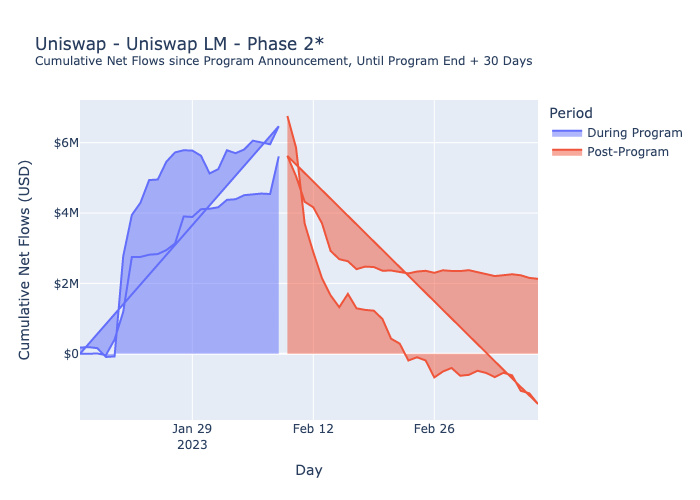 Uniswap - Uniswap LM - Phase 2*
Cumulative Net Flows since Program Announcement, Until Program End + 30 Days
Period
During Program
Post-Program
Cumulative Net Flows (USD)
$6M
$4M
$2M
$0
Jan 29
2023
Feb 12
Feb 26
Day